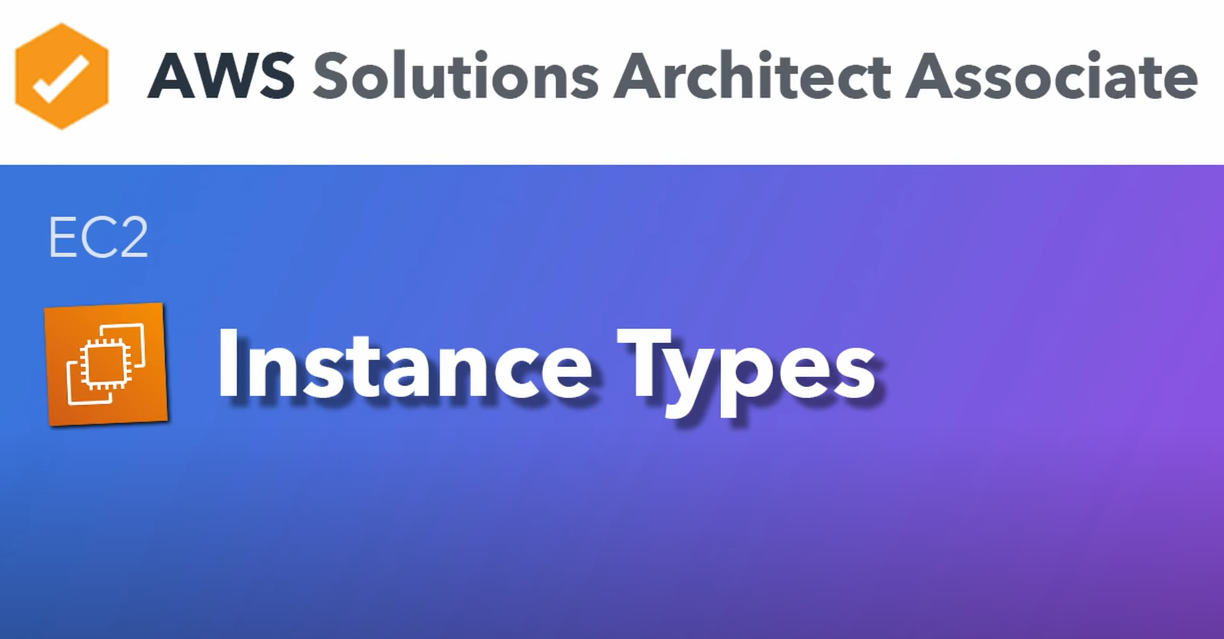 AWS Solutions Architect Associate
EC2
Instance Types